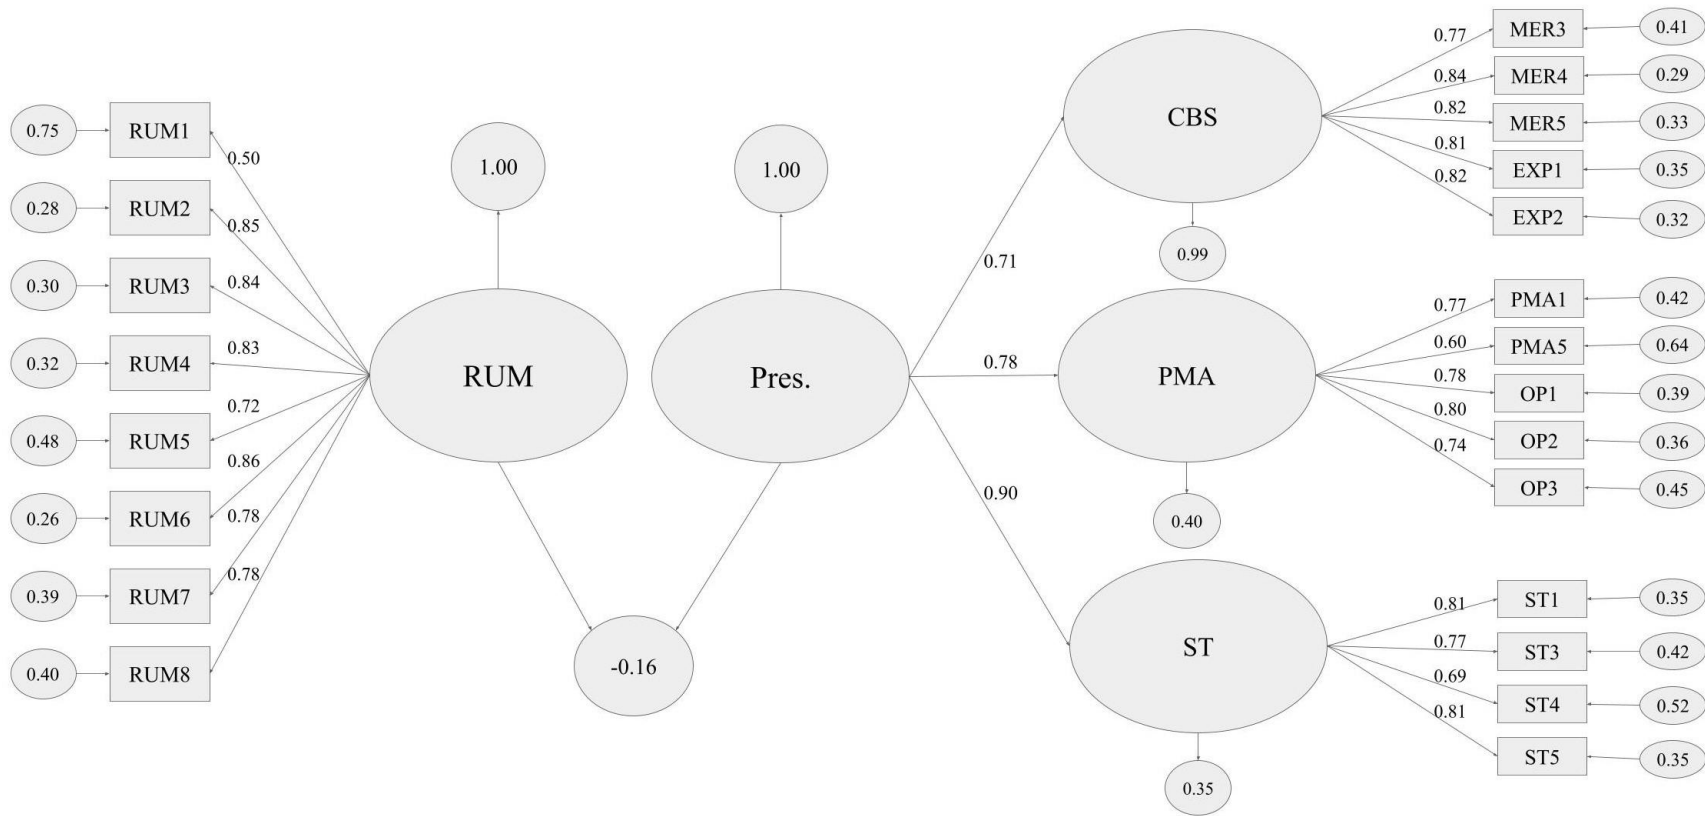 0.75 RUM1 0.50
0.28 RUM2 0.85
0.30 RUM3 0.84
0.32 RUM4 0.83
0.48 RUM5 0.72
0.26 RUM6 0.86
0.39 RUM7 0.78
0.40 RUM8 0.78
1.00
RUM
1.00
Pres.
-0.16
0.71
0.78
0.90
CBS
0.99
0.77 MER3 0.41
0.84 MER4 0.29
0.82 MER5 0.33
0.81 EXP1 0.35
0.82 EXP2 0.32
PMA
0.40
0.77 PMA1 0.42
0.60 PMA5 0.64
0.78 OP1 0.39
0.80 OP2 0.36
0.74 OP3 0.45
ST
0.35
0.81 ST1 0.35
0.77 ST3 0.42
0.69 ST4 0.52
0.81 ST5 0.35